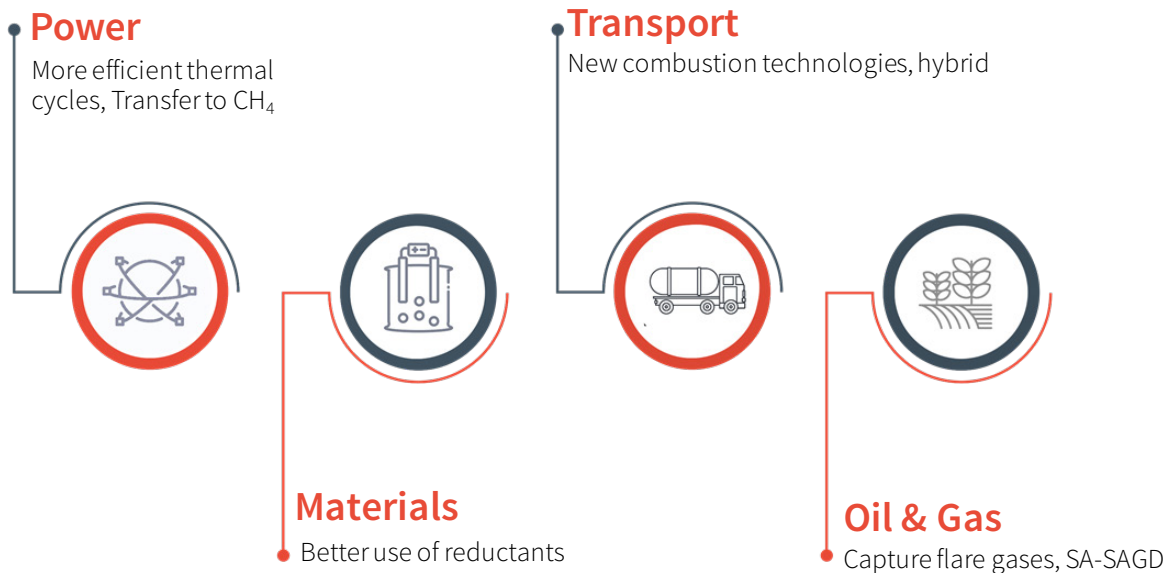 Power
More efficient thermal
cycles, Transfer to CH₄
Transport
New combustion technologies, hybrid
Materials
Better use of reductants
Oil & Gas
Capture flare gases, SA-SAGD